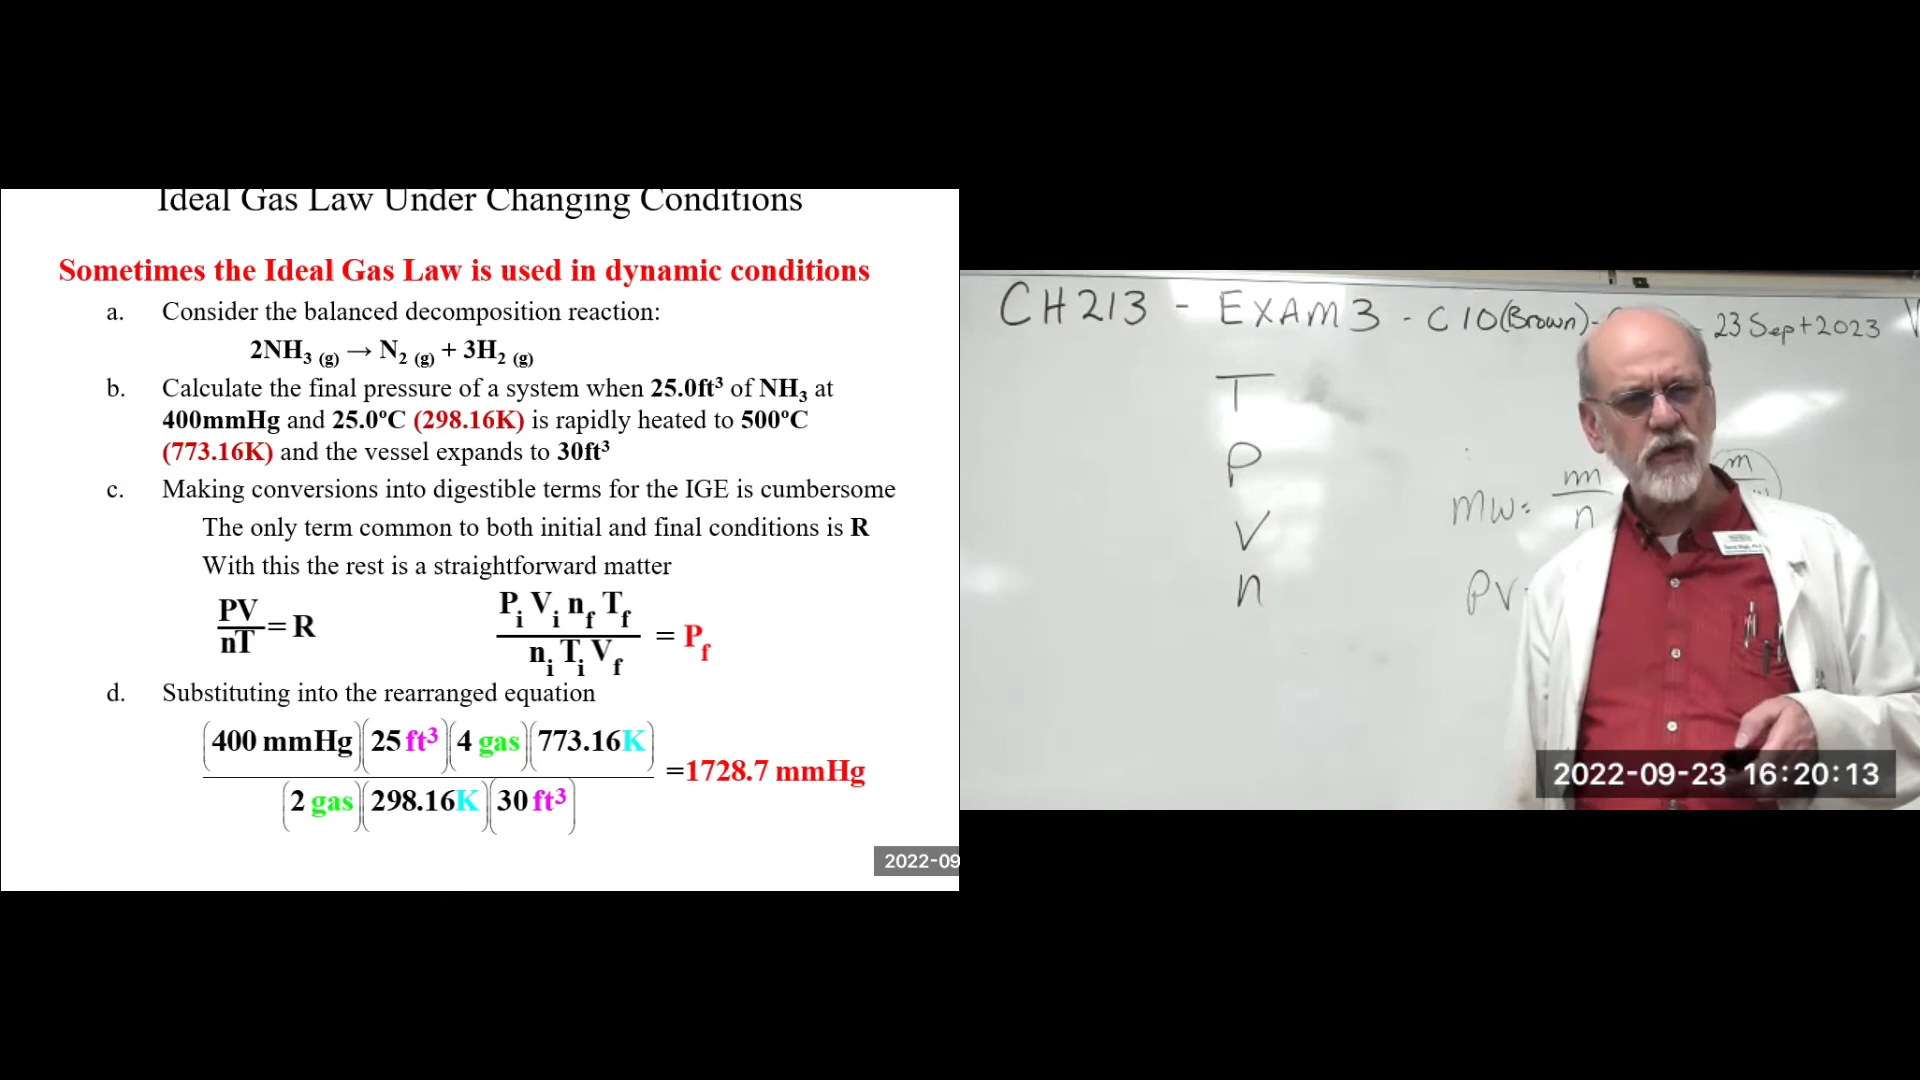 Ideal Gas Law Under Changing Conditions
Sometimes the Ideal Gas Law is used in dynamic conditions
a. Consider the balanced decomposition reaction:
2NH₃ (g) → N₂ (g) + 3H₂ (g)
b. Calculate the final pressure of a system when 25.0ft³ of NH₃ at
400mmHg and 25.0ºC (298.16K) is rapidly heated to 500ºC
(773.16K) and the vessel expands to 30ft³
c. Making conversions into digestible terms for the IGE is cumbersome
The only term common to both initial and final conditions is R
With this the rest is a straightforward matter
PV/nT = R
Pi Vi nf Tf / ni Ti Vf = Pf
d. Substituting into the rearranged equation
(400 mmHg)(25 ft³)(4 gas)(773.16K)
(2 gas)(298.16K)(30 ft³)
=1728.7 mmHg
2022-09
CH213 - EXAM 3 - C10(Brown)-
23Sept2023
T
P
V
n
MW= m/n
m
PV
2022-09-23 16:20:13